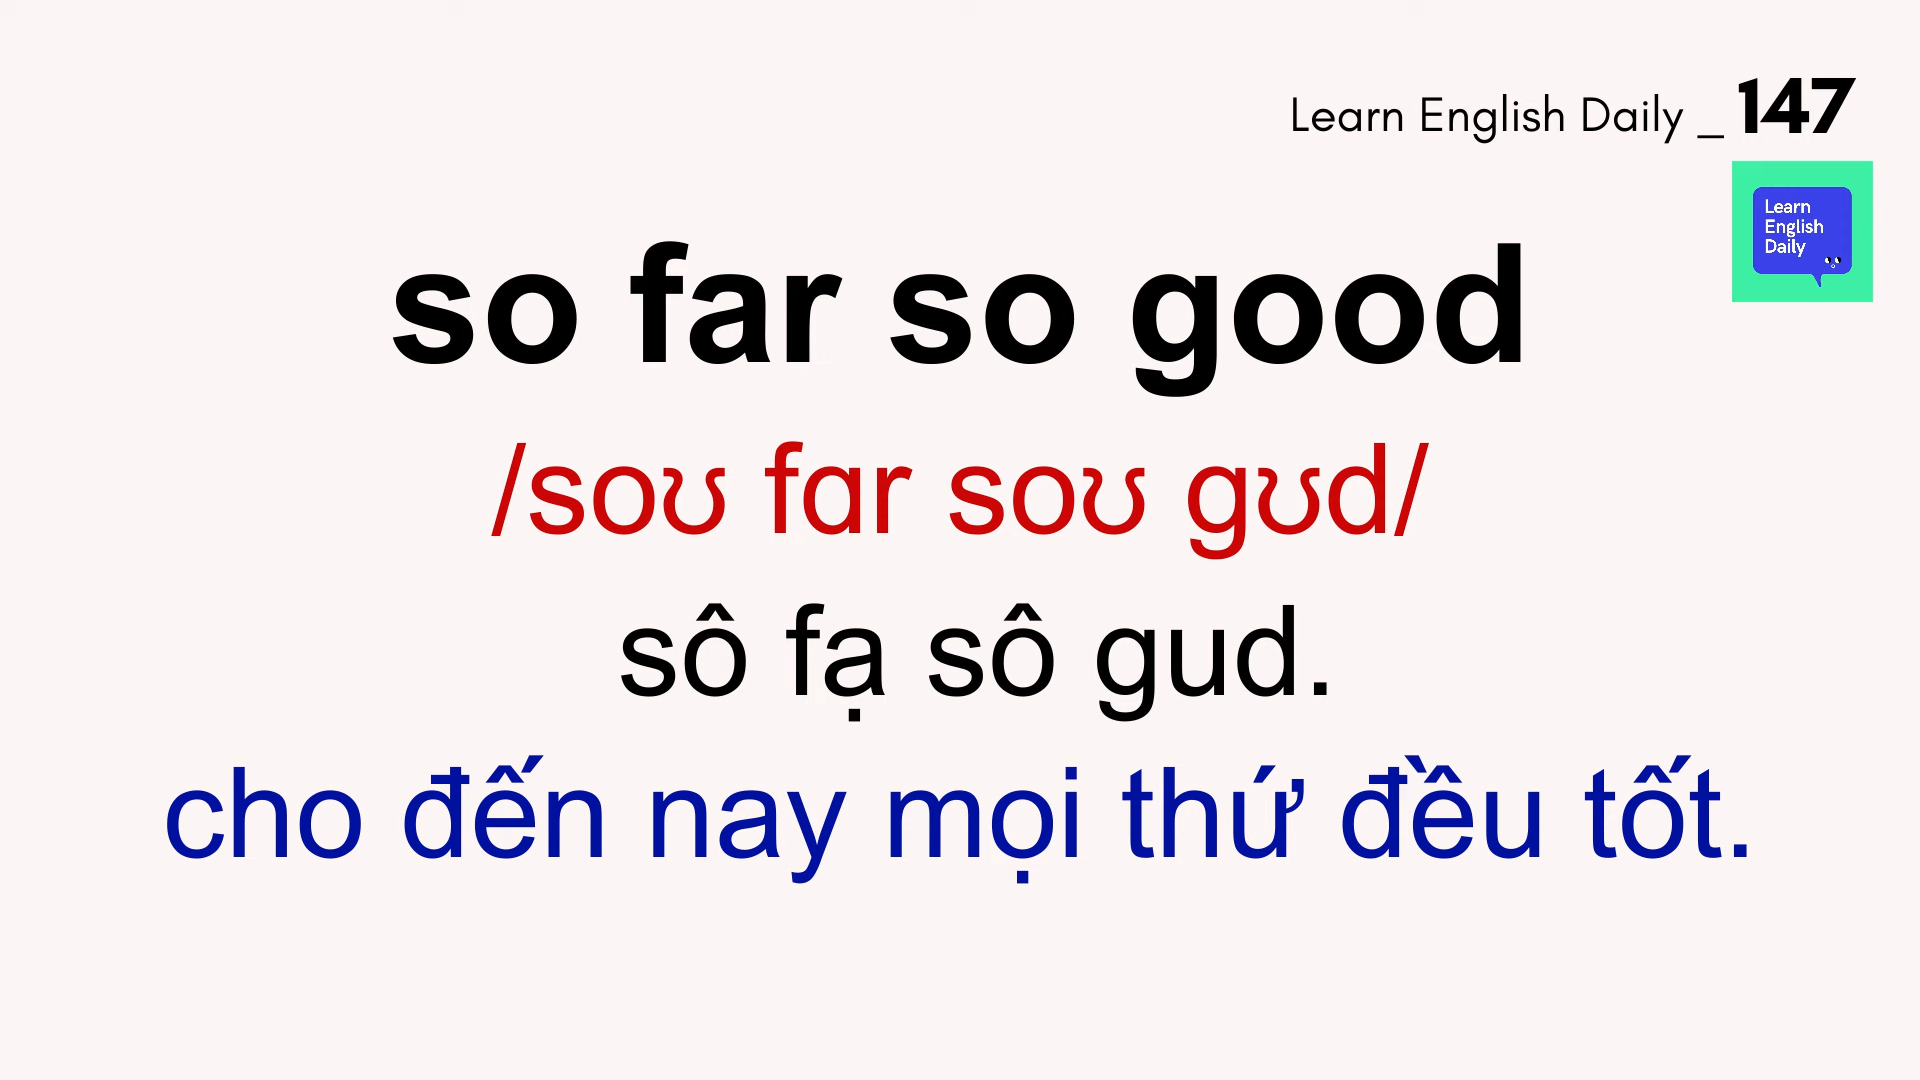 Learn English Daily _ 147
Learn
English
Daily
so far so good
/soʊ fɑr soʊ gʊd/
sô fạ sô gud.
cho đến nay mọi thứ đều tốt.